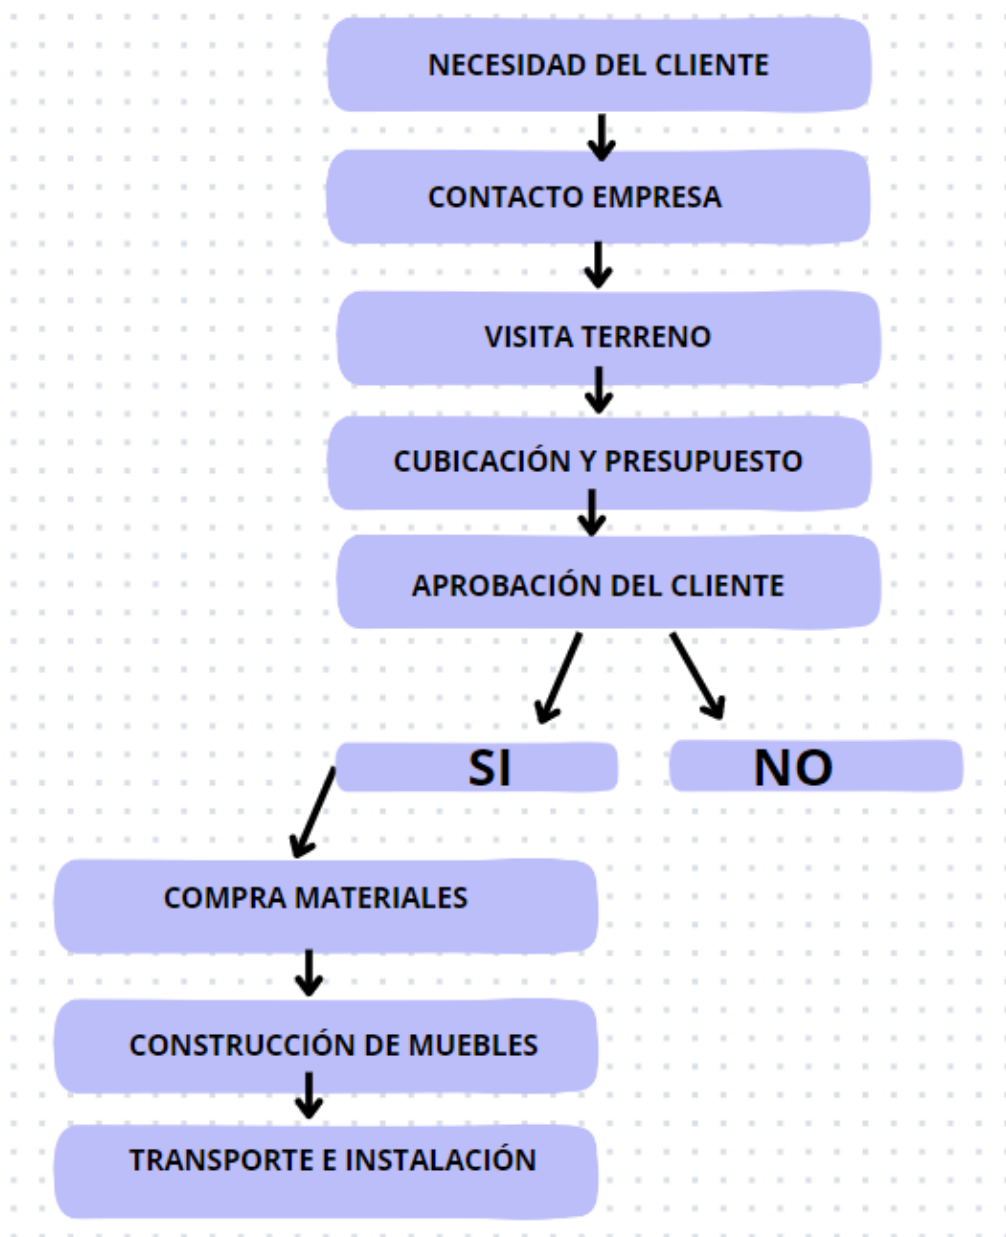 NECESIDAD DEL CLIENTE
CONTACTO EMPRESA
VISITA TERRENO
CUBICACIÓN Y PRESUPUESTO
APROBACIÓN DEL CLIENTE
SI
NO
COMPRA MATERIALES
CONSTRUCCIÓN DE MUEBLES
TRANSPORTE E INSTALACIÓN